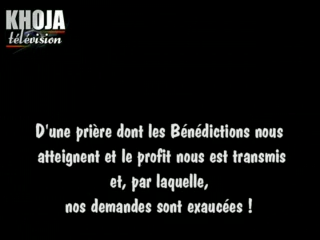 KHOJA
télévision
D'une prière dont les Bénédictions nous
atteignent et le profit nous est transmis
et, par laquelle,
nos demandes sont exaucées !